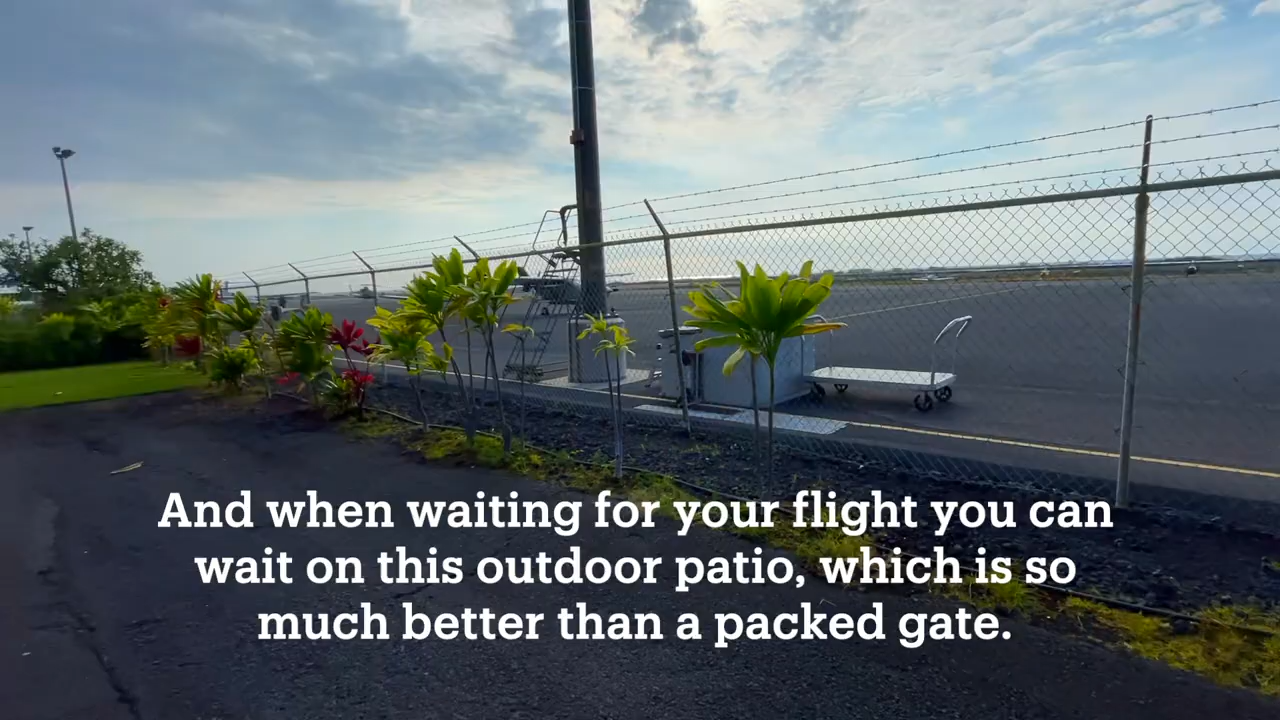 And when waiting for your flight you can
wait on this outdoor patio, which is so
much better than a packed gate.